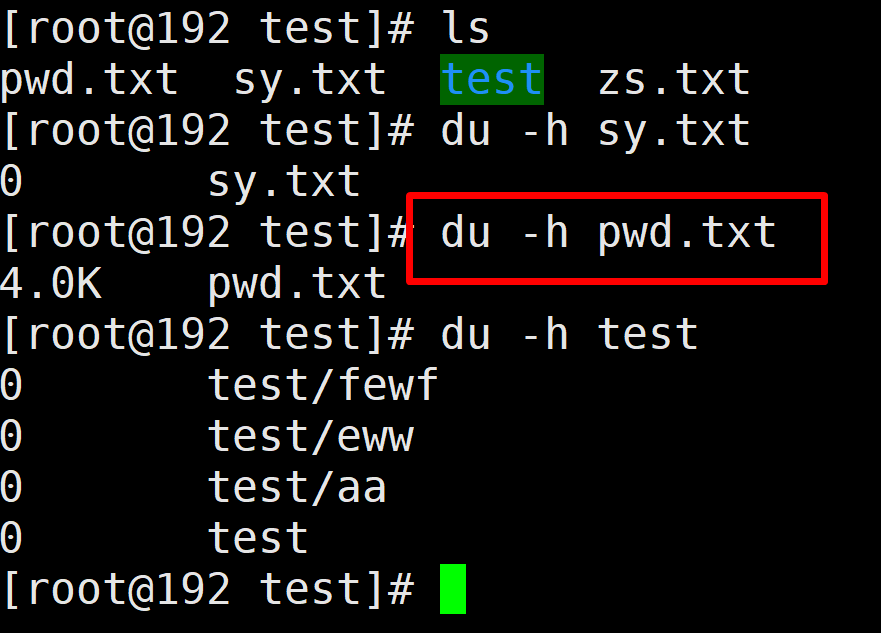 [root@192 test]# ls
pwd.txt  sy.txt  test  zs.txt
[root@192 test]# du -h sy.txt
0       sy.txt
[root@192 test]# du -h pwd.txt
4.0K    pwd.txt
[root@192 test]# du -h test
0       test/fewf
0       test/eww
0       test/aa
0       test
[root@192 test]#